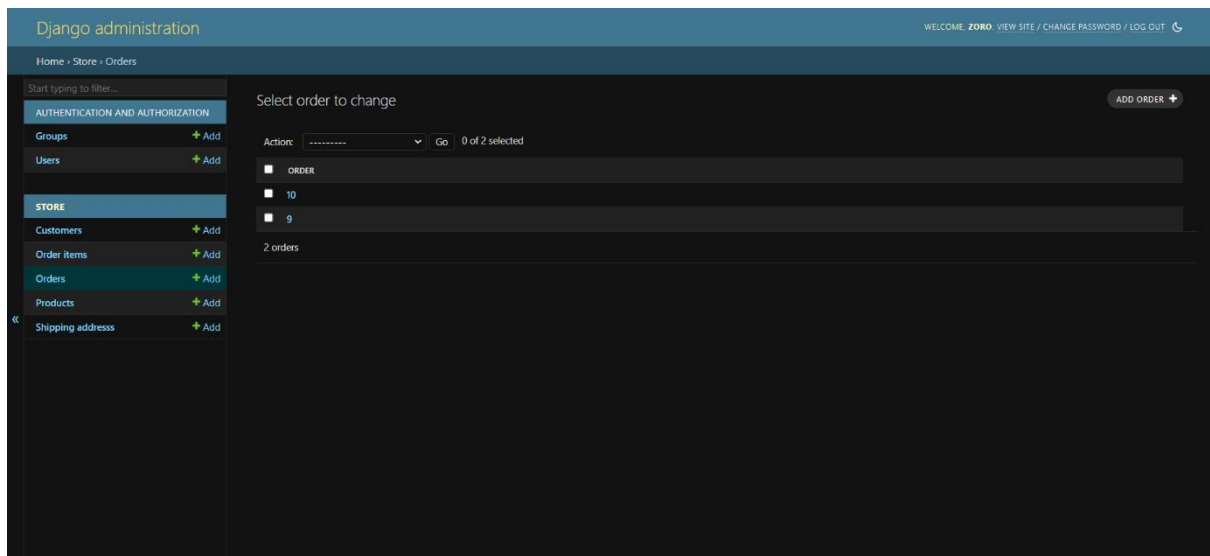 Django administration
WELCOME, ZORO. VIEW SITE / CHANGE PASSWORD / LOG OUT
Home › Store › Orders
Start typing to filter...
AUTHENTICATION AND AUTHORIZATION
Groups + Add
Users + Add
STORE
Customers + Add
Order items + Add
Orders + Add
Products + Add
Shipping addresss + Add
«
Select order to change
ADD ORDER +
Action: --------- Go 0 of 2 selected
ORDER
10
9
2 orders